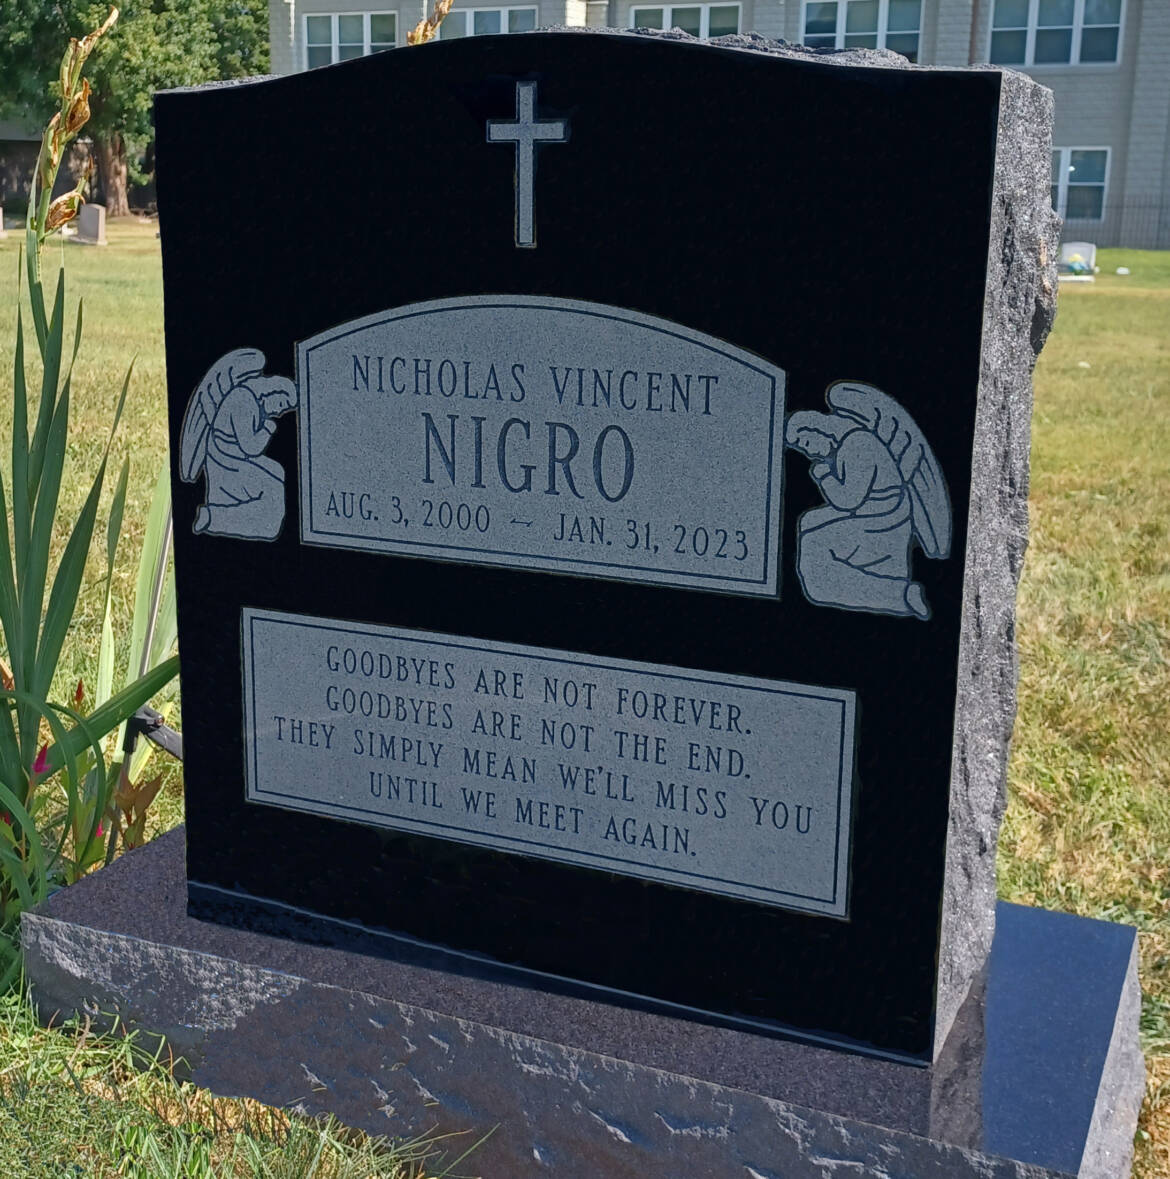 NICHOLAS VINCENT
NIGRO
AUG. 3, 2000 ~ JAN. 31, 2023
GOODBYES ARE NOT FOREVER.
GOODBYES ARE NOT THE END.
THEY SIMPLY MEAN WE'LL MISS YOU
UNTIL WE MEET AGAIN.